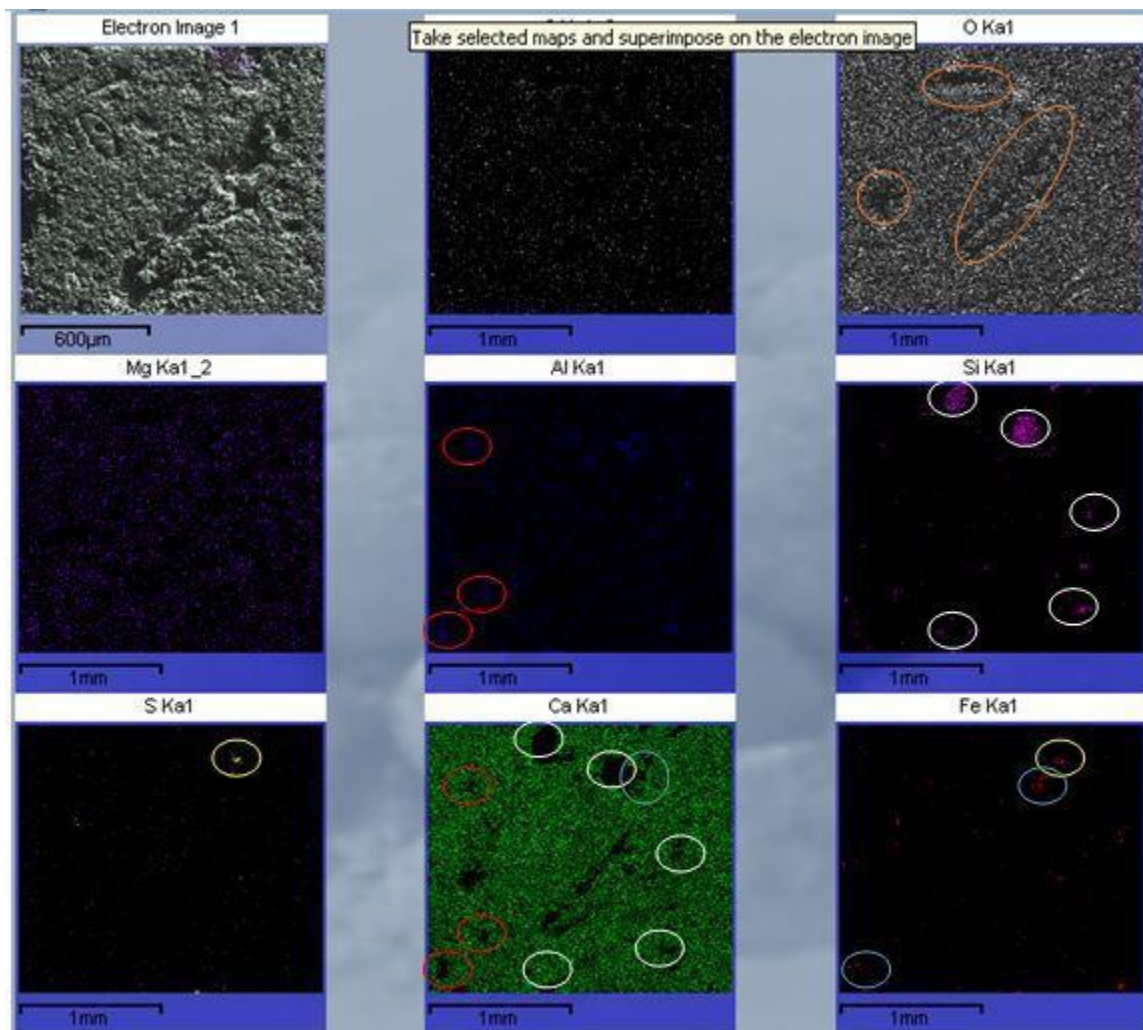 Electron Image 1
Take selected maps and superimpose on the electron image
O Ka1
600µm
1mm
1mm
Mg Ka1_2
Al Ka1
Si Ka1
1mm
1mm
1mm
S Ka1
Ca Ka1
Fe Ka1
1mm
1mm
1mm